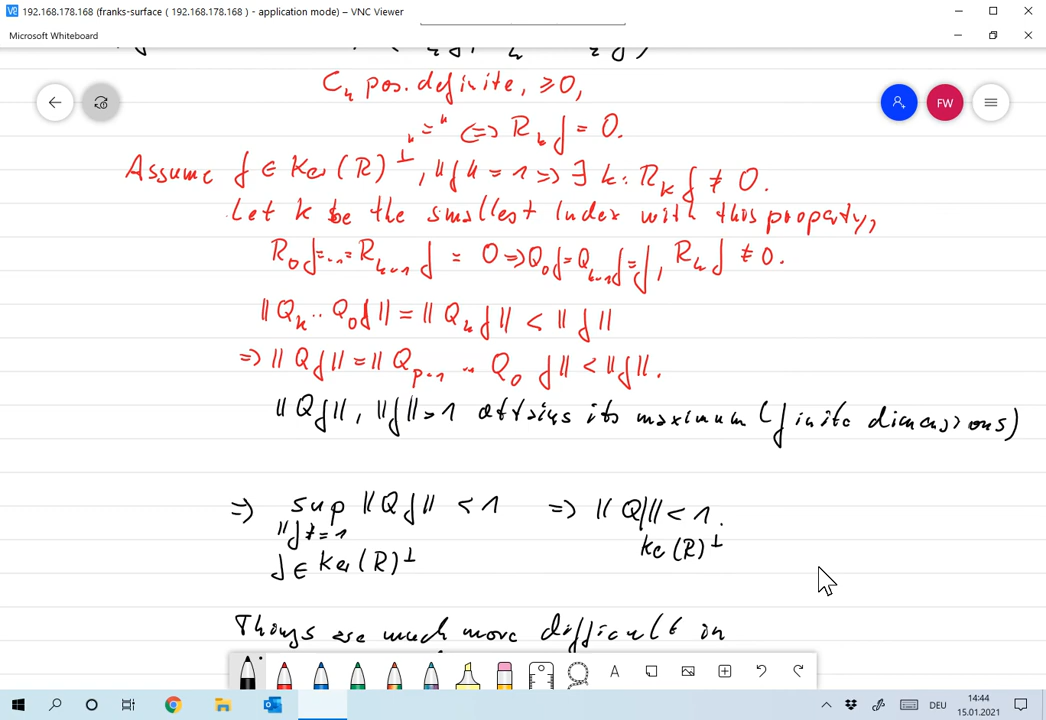 192.168.178.168 (franks-surface ( 192.168.178.168 ) - application mode) – VNC Viewer
Microsoft Whiteboard
C_k pos. definite, ≥ 0,
"=" ⇔ R_k f = 0.
FW
Assume f ∈ Ker(R)^⊥, ‖f‖ = 1 ⇒ ∃ k: R_k f ≠ 0.
Let k be the smallest Index with this property,
R_0 f = ... = R_{k-1} f = 0 ⇒ Q_0 f = Q_{k-1} f = f, R_k f ≠ 0.
‖Q_k ·· Q_0 f‖ = ‖Q_k f‖ < ‖f‖
⇒ ‖Q f‖ = ‖Q_{p-1} ... Q_0 f‖ < ‖f‖.
‖Q f‖, ‖f‖ = 1 attains its maximum (finite dimensions)
⇒ sup ‖Q f‖ < 1 ⇒ ‖Q|‖ < 1.
‖f‖ = 1
f ∈ Ker(R)^⊥ Ke(R)^⊥
Things are much more difficult in
A
14:44
DEU
15.01.2021